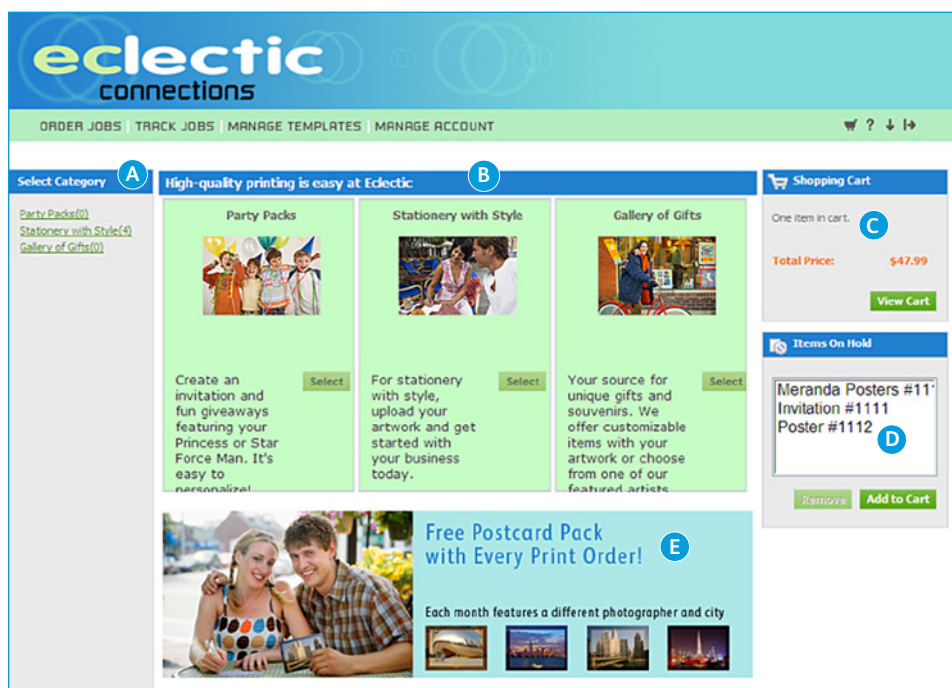 eclectic
connections
ORDER JOBS | TRACK JOBS | MANAGE TEMPLATES | MANAGE ACCOUNT
?
Select Category
A
Party Packs(0)
Stationery with Style(4)
Gallery of Gifts(0)
High-quality printing is easy at Eclectic
B
Party Packs
Create an
invitation and
fun giveaways
featuring your
Princess or Star
Force Man. It's
easy to
personalize!
Select
Stationery with Style
For stationery
with style,
upload your
artwork and get
started with
your business
today.
Select
Gallery of Gifts
Your source for
unique gifts and
souvenirs. We
offer customizable
items with your
artwork or choose
from one of our
featured artists
Select
Free Postcard Pack
with Every Print Order!
E
Each month features a different photographer and city
Shopping Cart
One item in cart.
C
Total Price: $47.99
View Cart
Items On Hold
Meranda Posters #11
Invitation #1111
Poster #1112
D
Remove
Add to Cart